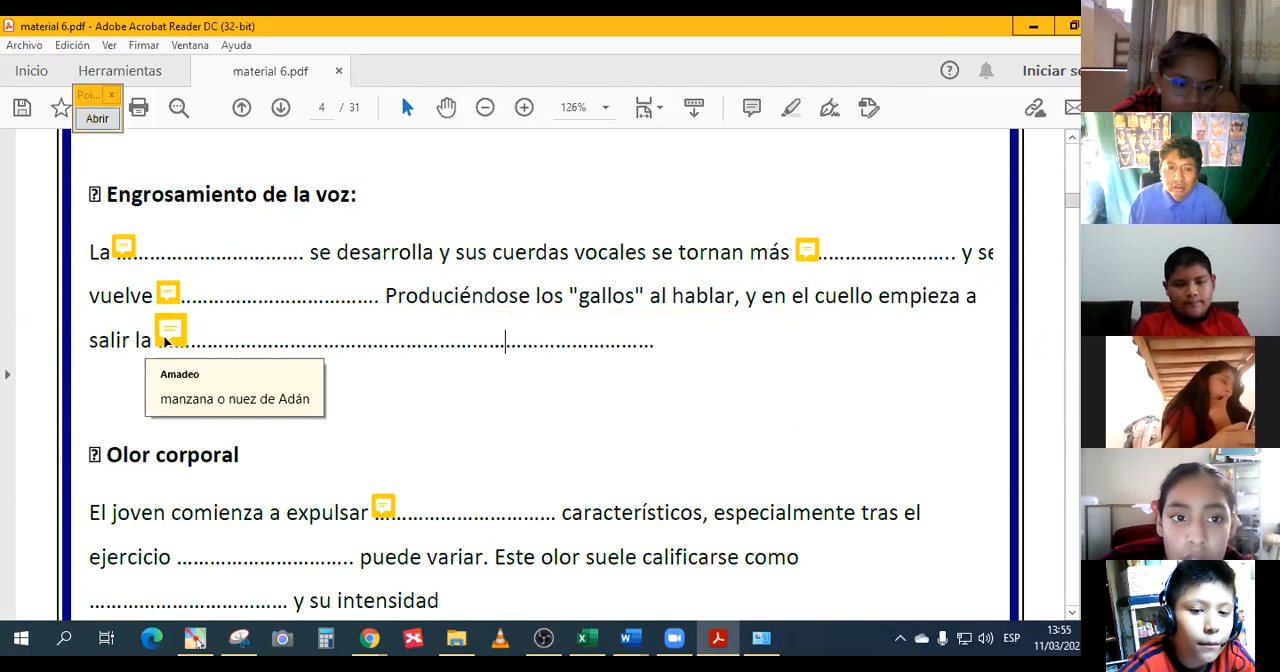 material 6.pdf - Adobe Acrobat Reader DC (32-bit)
Archivo Edición Ver Firmar Ventana Ayuda
Inicio Herramientas material 6.pdf × Iniciar se
Poi... x
Abrir
4 / 31 126%
Engrosamiento de la voz:
La ................................. se desarrolla y sus cuerdas vocales se tornan más ........................ y se
vuelve ................................... Produciéndose los "gallos" al hablar, y en el cuello empieza a
salir la ....................................................................................
Amadeo
manzana o nuez de Adán
Olor corporal
El joven comienza a expulsar ................................ característicos, especialmente tras el
ejercicio ............................... puede variar. Este olor suele calificarse como
................................... y su intensidad
ESP
13:55
11/03/202